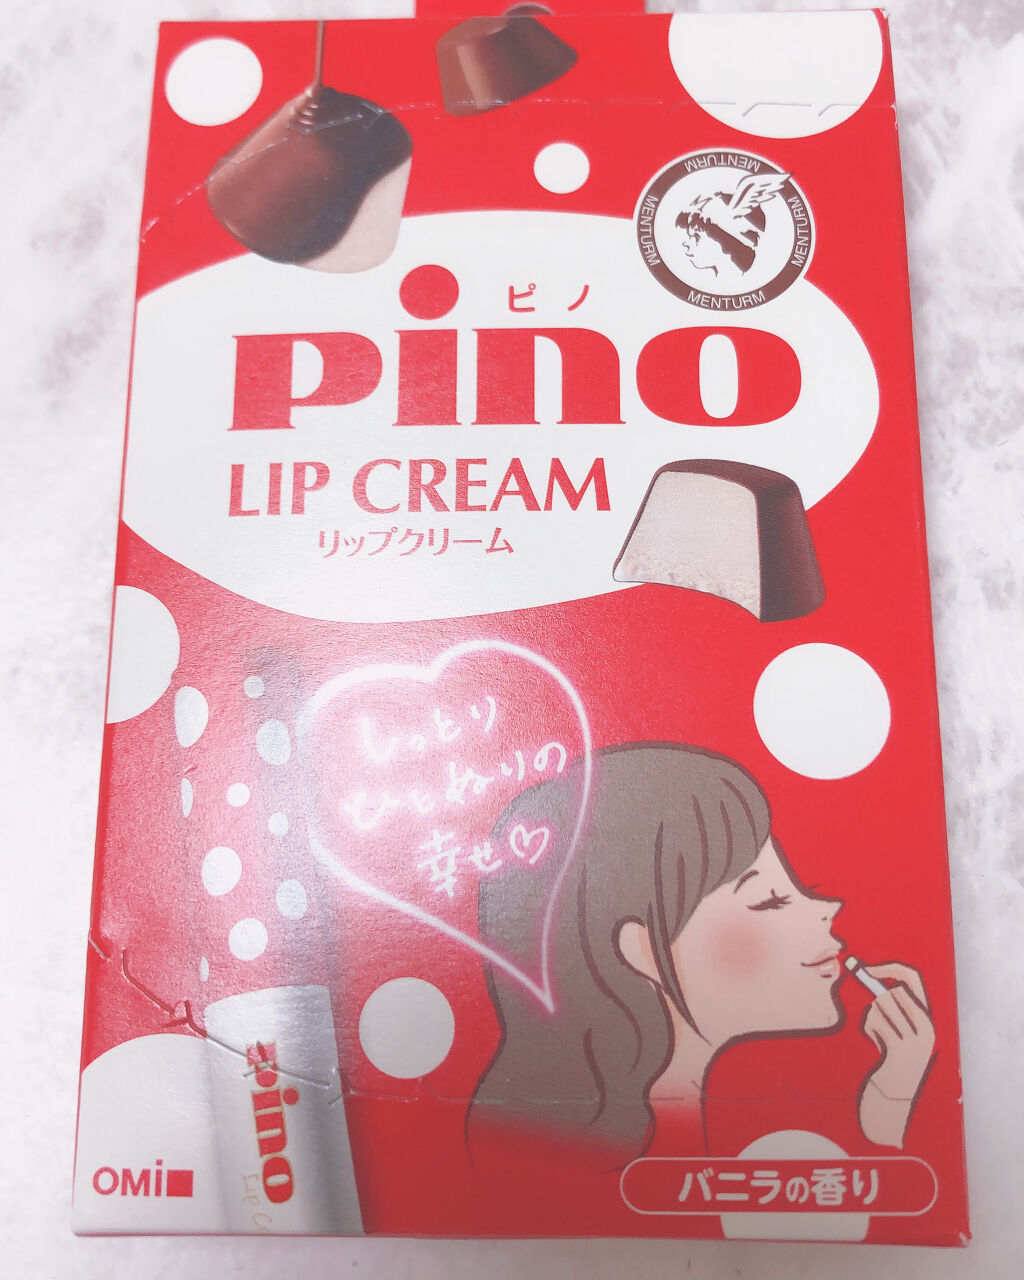 MENTURM
MENTURM
MENTURM
MENTURM
ピノ
pino
LIP CREAM
リップクリーム
しっとり
ひとぬりの
幸せ♡
pino
Lip C
OMi
バニラの香り